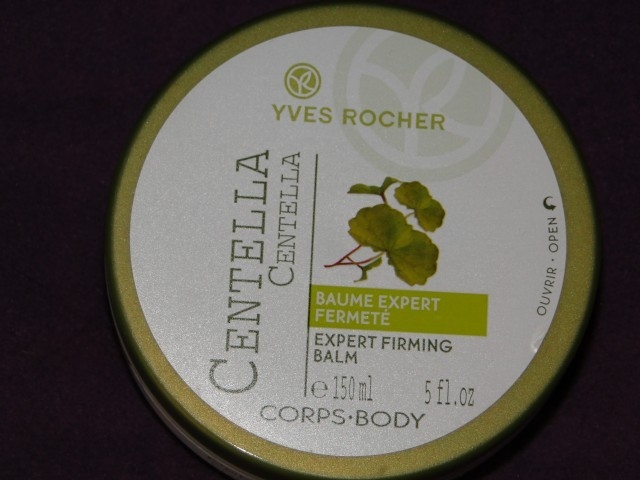 YVES ROCHER
CENTELLA
CENTELLA
BAUME EXPERT
FERMETÉ
EXPERT FIRMING
BALM
℮ 150 ml 5 fl.oz
CORPS·BODY
OUVRIR · OPEN